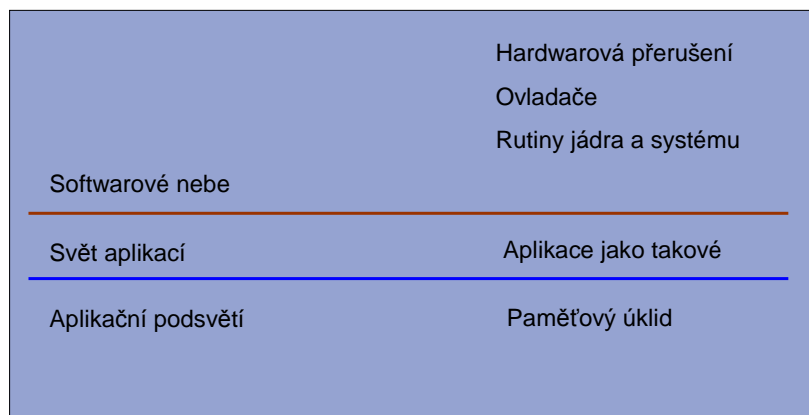 Hardwarová přerušení
Ovladače
Rutiny jádra a systému
Softwarové nebe
Svět aplikací
Aplikace jako takové
Aplikační podsvětí
Paměťový úklid